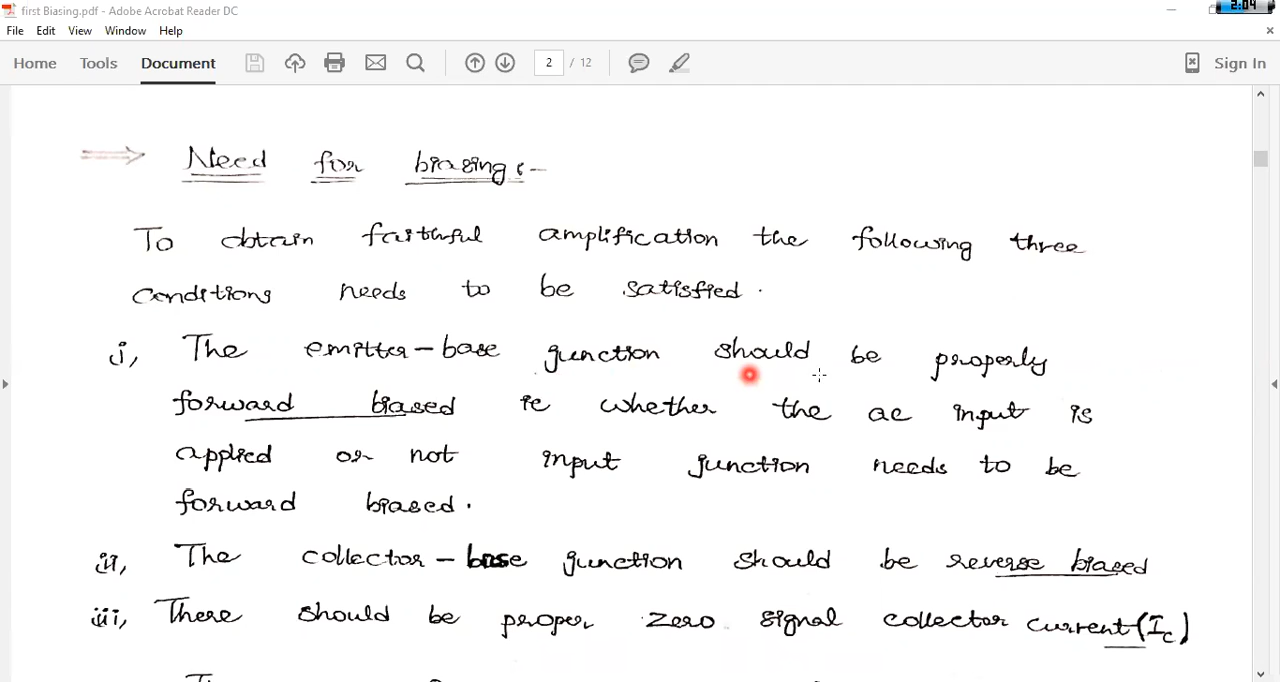 first Biasing.pdf - Adobe Acrobat Reader DC
2:04
File Edit View Window Help
Home Tools Document 2 / 12 Sign In
Need for biasing:-
To obtain faithful amplification the following three
conditions needs to be satisfied.
i, The emitter-base junction should be properly
forward biased ie whether the ac input is
applied or not input junction needs to be
forward biased.
ii, The collector-base junction should be reverse biased
iii, There should be proper zero signal collector current (Ic)